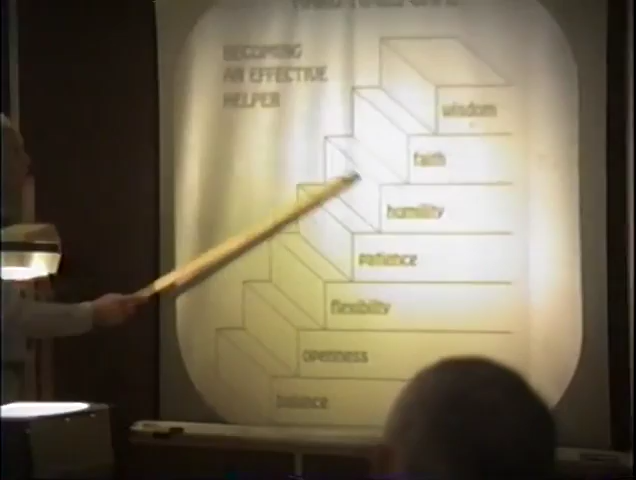 BECOMING
AN EFFECTIVE
HELPER
wisdom
faith
humility
patience
flexibility
openness
balance